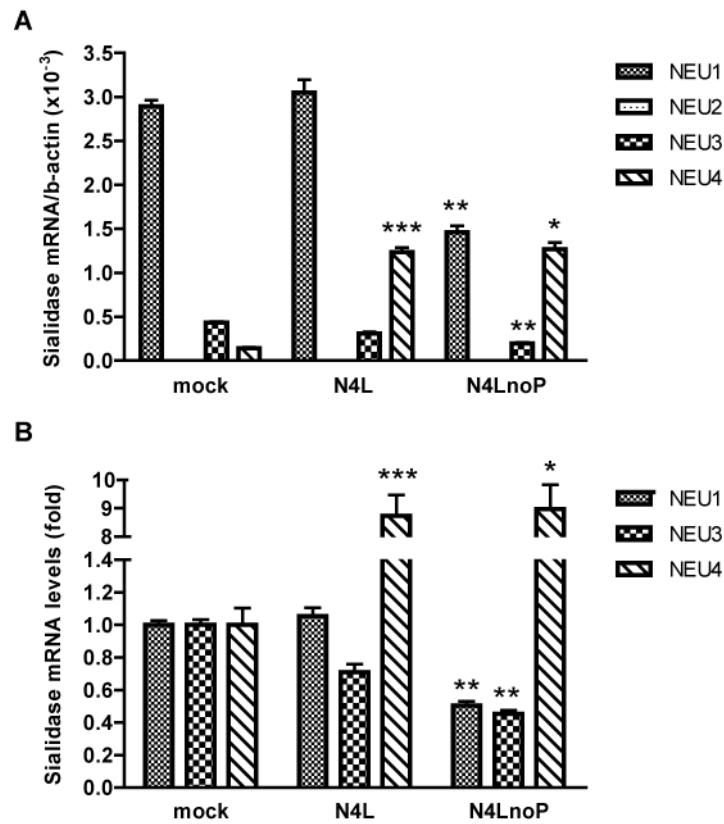 A
Sialidase mRNA/b-actin (x10-3)
3.5
3.0
2.5
2.0
1.5
1.0
0.5
0.0
***
**
**
*
mock
N4L
N4LnoP
NEU1
NEU2
NEU3
NEU4
B
Sialidase mRNA levels (fold)
10
9
8
1.4
1.2
1.0
0.8
0.6
0.4
0.2
0.0
***
**
**
*
mock
N4L
N4LnoP
NEU1
NEU3
NEU4